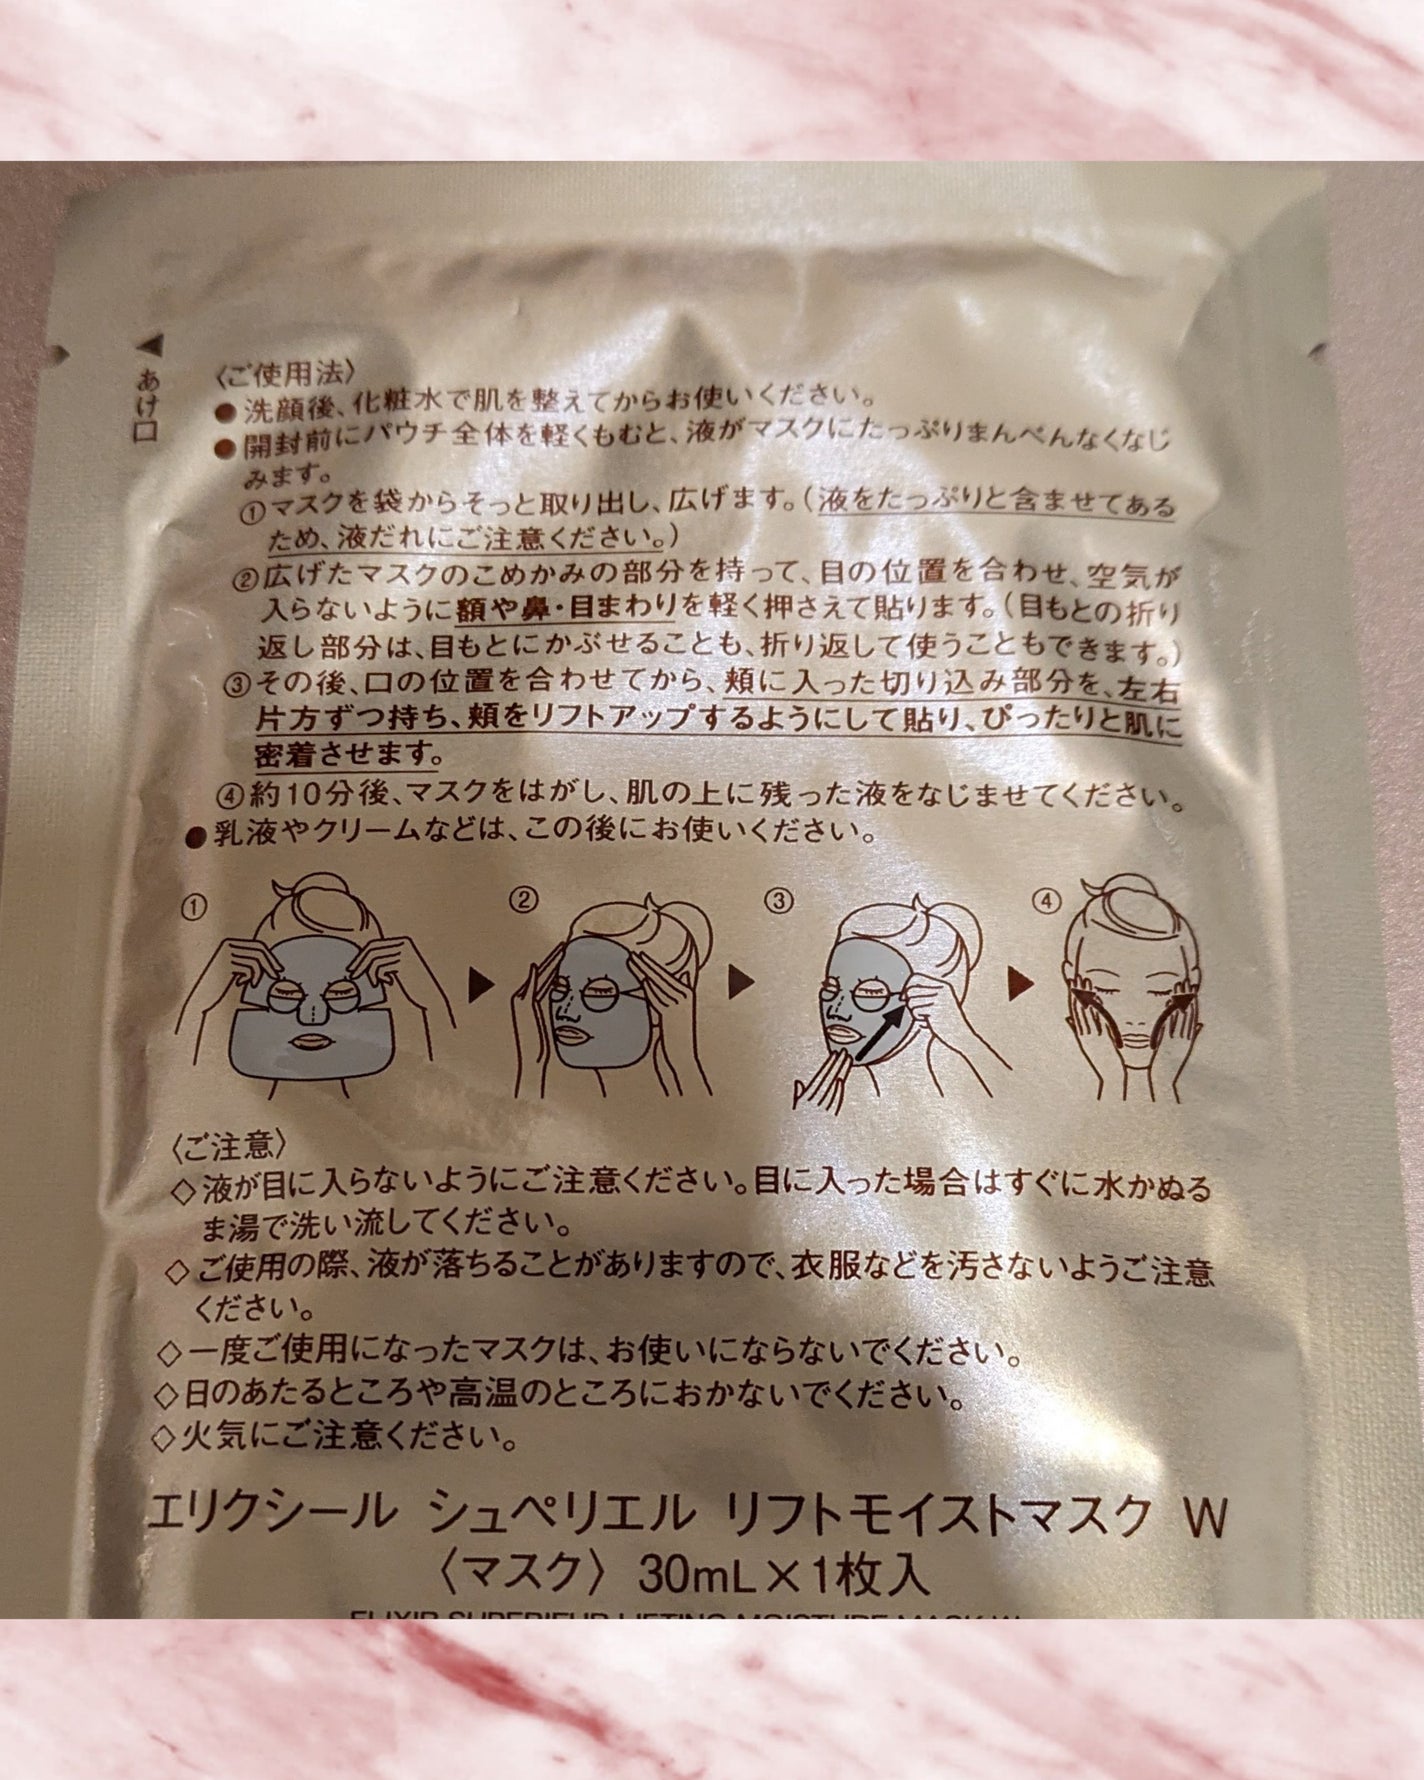 あけ口
〈ご使用法〉
●洗顔後、化粧水で肌を整えてからお使いください。
●開封前にパウチ全体を軽くもむと、液がマスクにたっぷりまんべんなくなじ
みます。
①マスクを袋からそっと取り出し、広げます。(液をたっぷりと含ませてある
ため、液だれにご注意ください。)
②広げたマスクのこめかみの部分を持って、目の位置を合わせ、空気が
入らないように額や鼻・目まわりを軽く押さえて貼ります。(目もとの折り
返し部分は、目もとにかぶせることも、折り返して使うこともできます。)
③その後、口の位置を合わせてから、頬に入った切り込み部分を、左右
片方ずつ持ち、頬をリフトアップするようにして貼り、ぴったりと肌に
密着させます。
④約10分後、マスクをはがし、肌の上に残った液をなじませてください。
●乳液やクリームなどは、この後にお使いください。
① ② ③ ④
〈ご注意〉
◇液が目に入らないようにご注意ください。目に入った場合はすぐに水かぬる
ま湯で洗い流してください。
◇ご使用の際、液が落ちることがありますので、衣服などを汚さないようご注意
ください。
◇一度ご使用になったマスクは、お使いにならないでください。
◇日のあたるところや高温のところにおかないでください。
◇火気にご注意ください。
エリクシール シュペリエル リフトモイストマスク W
〈マスク〉30mL×1枚入
ELIXIR SUPERIEUR LIFTING MOISTURE MASK W